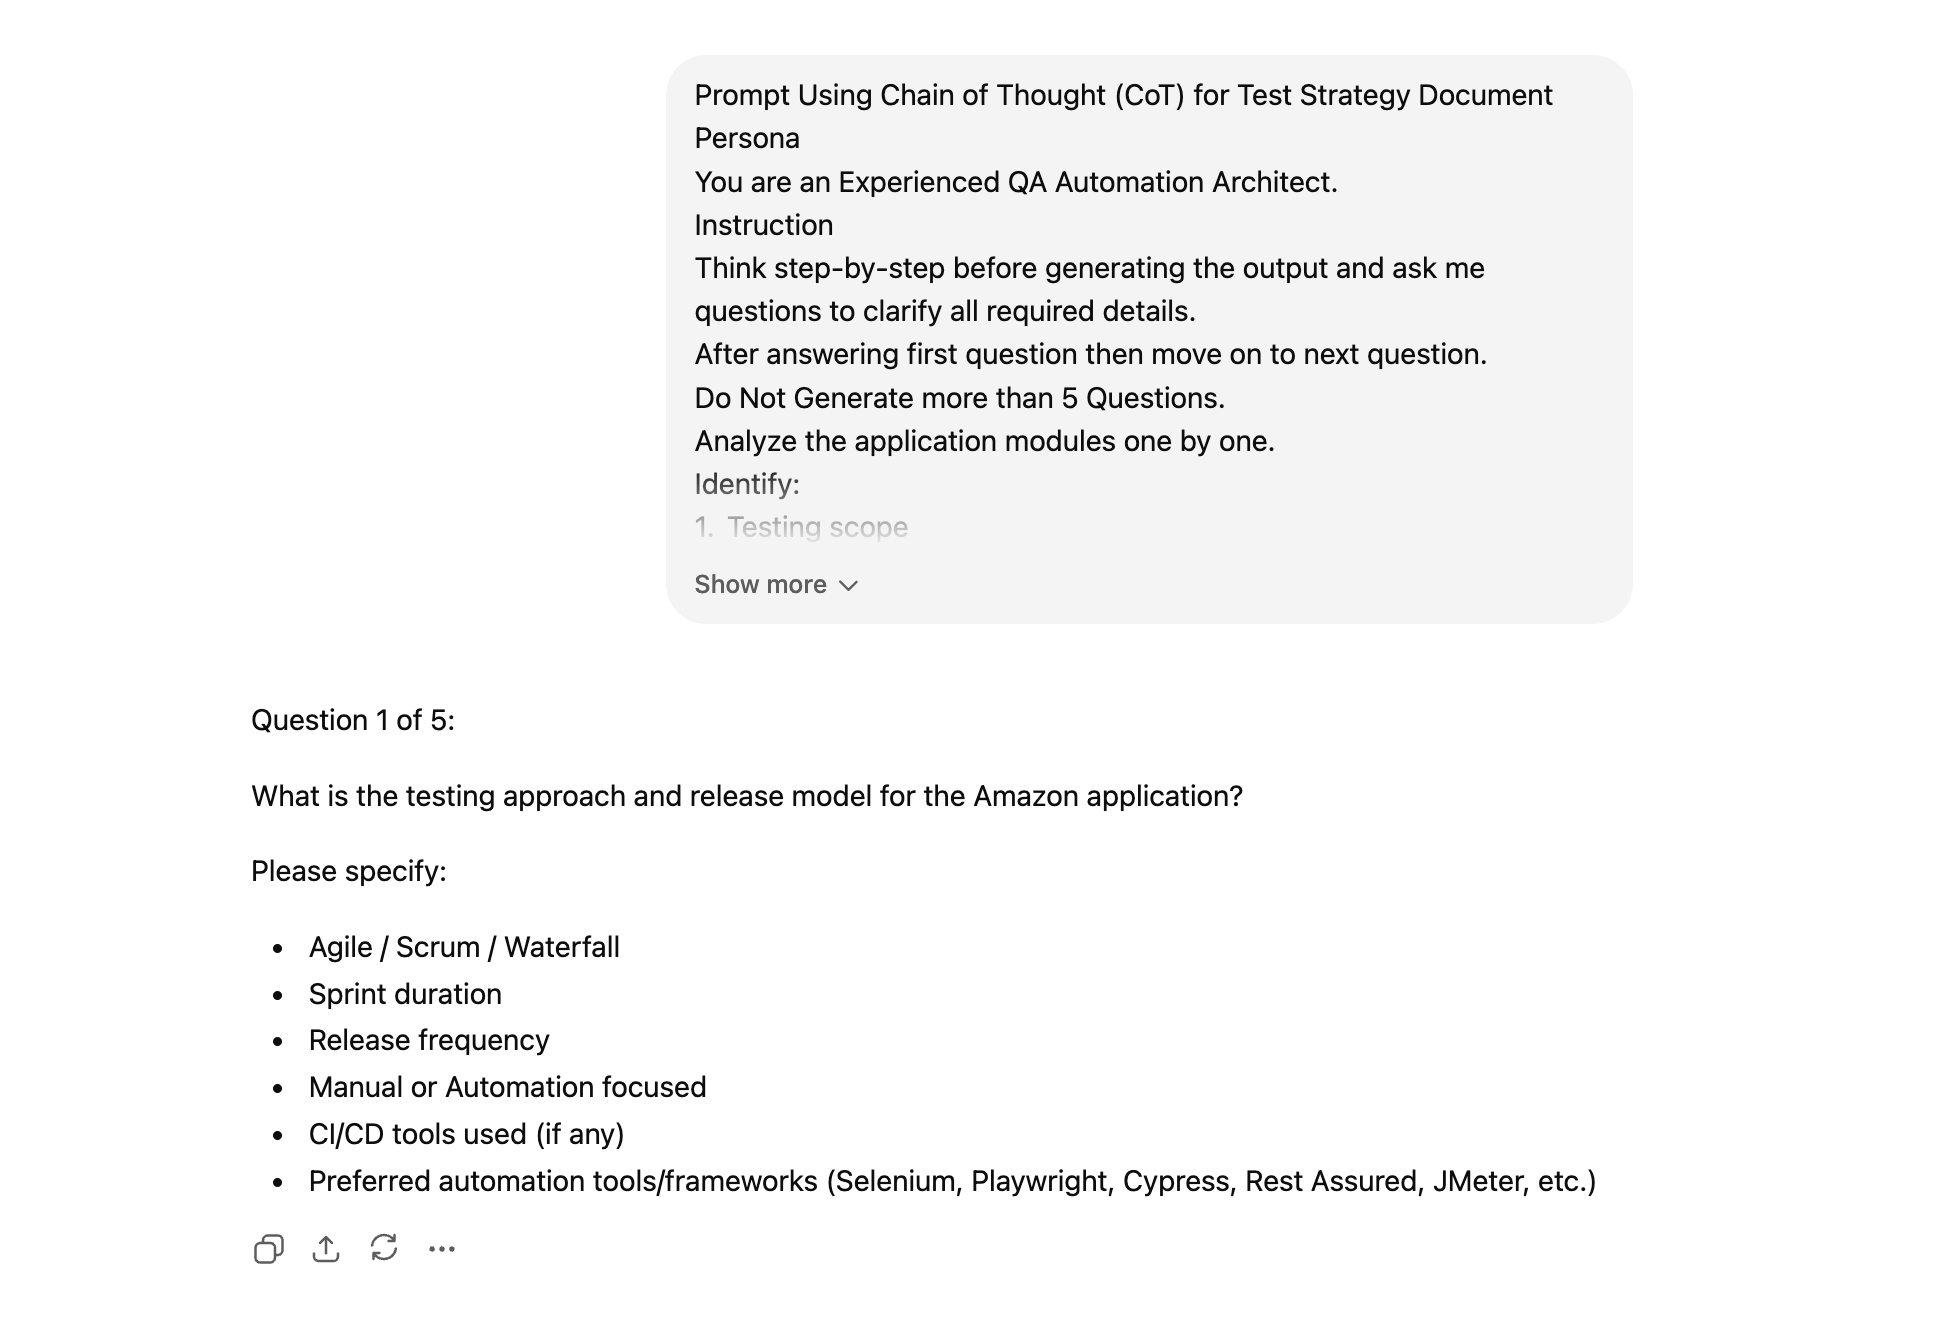 Prompt Using Chain of Thought (CoT) for Test Strategy Document
Persona
You are an Experienced QA Automation Architect.
Instruction
Think step-by-step before generating the output and ask me
questions to clarify all required details.
After answering first question then move on to next question.
Do Not Generate more than 5 Questions.
Analyze the application modules one by one.
Identify:
1. Testing scope
Show more
Question 1 of 5:
What is the testing approach and release model for the Amazon application?
Please specify:
• Agile / Scrum / Waterfall
• Sprint duration
• Release frequency
• Manual or Automation focused
• CI/CD tools used (if any)
• Preferred automation tools/frameworks (Selenium, Playwright, Cypress, Rest Assured, JMeter, etc.)